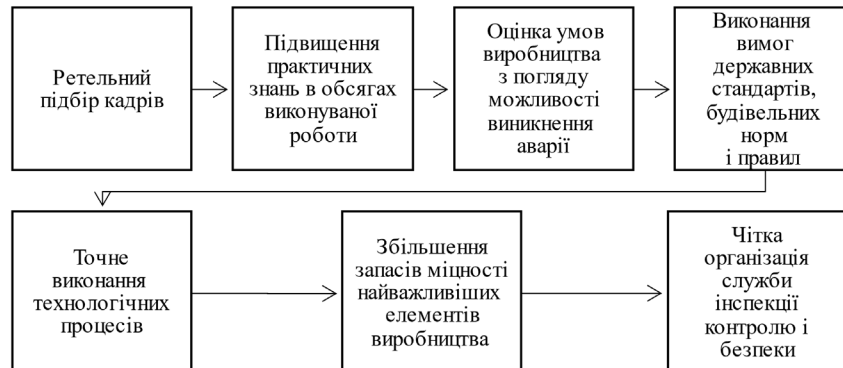 Ретельний
підбір кадрів
Підвищення
практичних
знань в обсягах
виконуваної
роботи
Оцінка умов
виробництва
з погляду
можливості
виникнення
аварії
Виконання
вимог
державних
стандартів,
будівельних
норм
і правил
Точне
виконання
технологічних
процесів
Збільшення
запасів міцності
найважливіших
елементів
виробництва
Чітка
організація
служби
інспекції
контролю і
безпеки